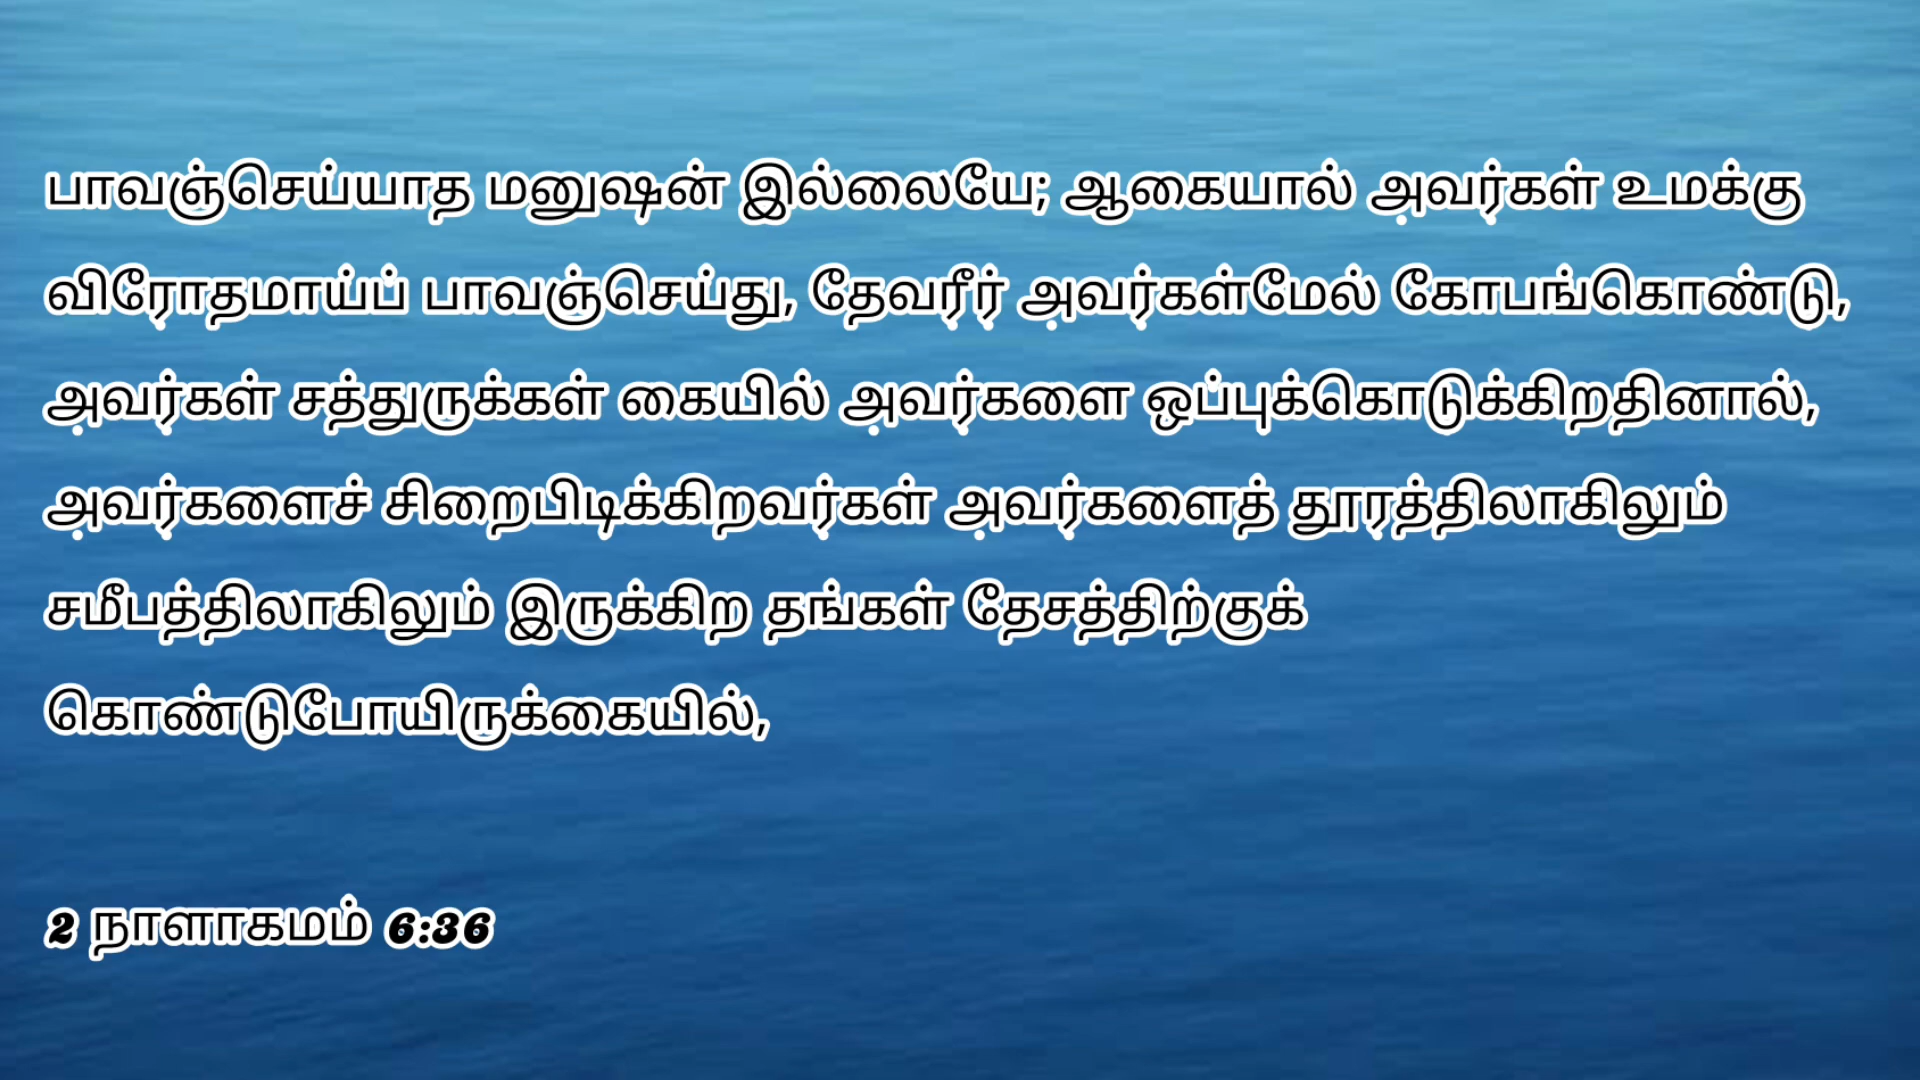 பாவஞ்செய்யாத மனுஷன் இல்லையே; ஆகையால் அவர்கள் உமக்கு
விரோதமாய்ப் பாவஞ்செய்து, தேவரீர் அவர்கள்மேல் கோபங்கொண்டு,
அவர்கள் சத்துருக்கள் கையில் அவர்களை ஒப்புக்கொடுக்கிறதினால்,
அவர்களைச் சிறைபிடிக்கிறவர்கள் அவர்களைத் தூரத்திலாகிலும்
சமீபத்திலாகிலும் இருக்கிற தங்கள் தேசத்திற்குக்
கொண்டுபோயிருக்கையில்,
2 நாளாகமம் 6:36